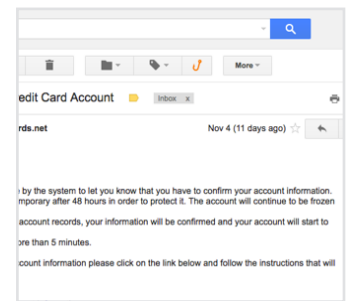 More
edit Card Account Inbox x
rds.net Nov 4 (11 days ago)
by the system to let you know that you have to confirm your account information.
mporary after 48 hours in order to protect it. The account will continue to be frozen
account records, your information will be confirmed and your account will start to
ore than 5 minutes.
count information please click on the link below and follow the instructions that will